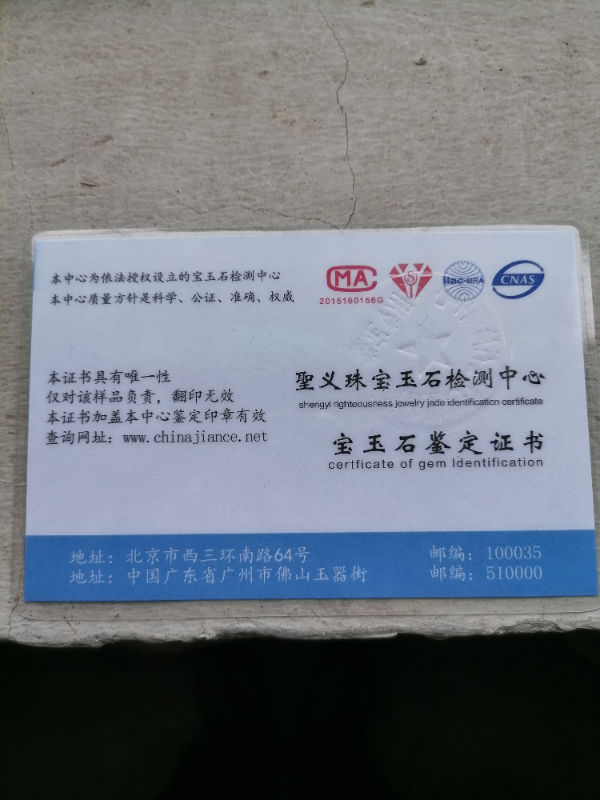 本中心为依法授权设立的宝玉石检测中心
本中心质量方针是科学、公证、准确、权威
MA
2015160156G
S
ilac-MRA
CNAS
本证书具有唯一性
仅对该样品负责，翻印无效
本证书加盖本中心鉴定印章有效
查询网址：www.chinajiance.net
聖义珠宝玉石检测中心
shengyi righteousness jewelry jade identification certificate
宝玉石鉴定证书
certficate of gem Identification
地址：北京市西三环南路64号
邮编：100035
地址：中国广东省广州市佛山玉器街
邮编：510000